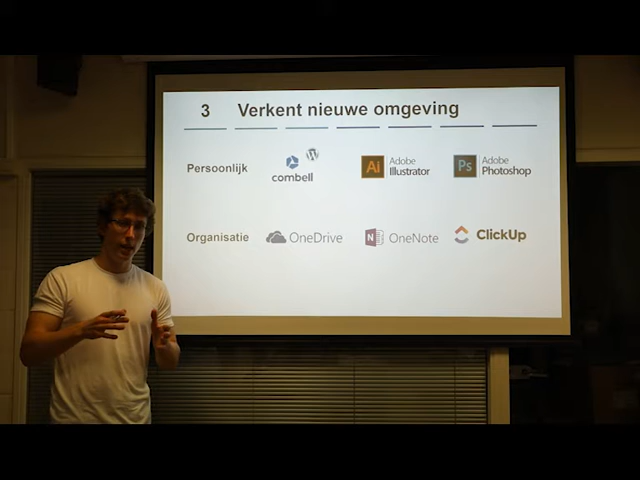 3 Verkent nieuwe omgeving
Persoonlijk combell W Ai Adobe Illustrator Ps Adobe Photoshop
Organisatie OneDrive N OneNote ClickUp